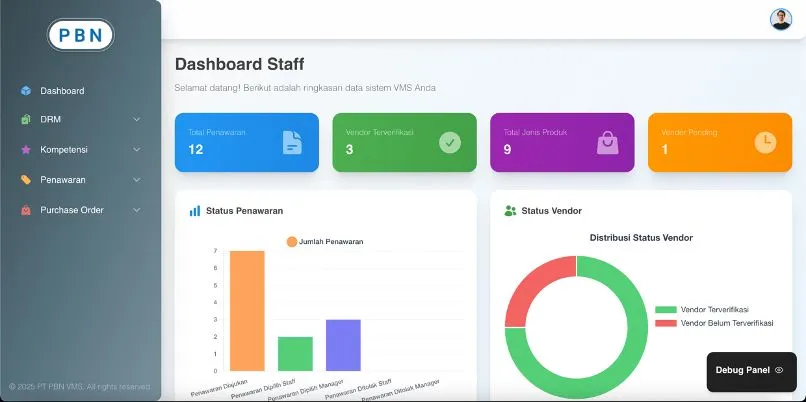 PBN
Dashboard
DRM
Kompetensi
Penawaran
Purchase Order
© 2025 PT PBN VMS. All rights reserved.
Dashboard Staff
Selamat datang! Berikut adalah ringkasan data sistem VMS Anda
Total Penawaran
12
Vendor Terverifikasi
3
Total Jenis Produk
9
Vendor Pending
1
Status Penawaran
Jumlah Penawaran
7
6
5
4
3
2
1
0
Penawaran Diajukan
Penawaran Dipilih Staff
Penawaran Dipilih Manager
Penawaran Ditolak Staff
Penawaran Ditolak Manager
Status Vendor
Distribusi Status Vendor
Vendor Terverifikasi
Vendor Belum Terverifikasi
Debug Panel